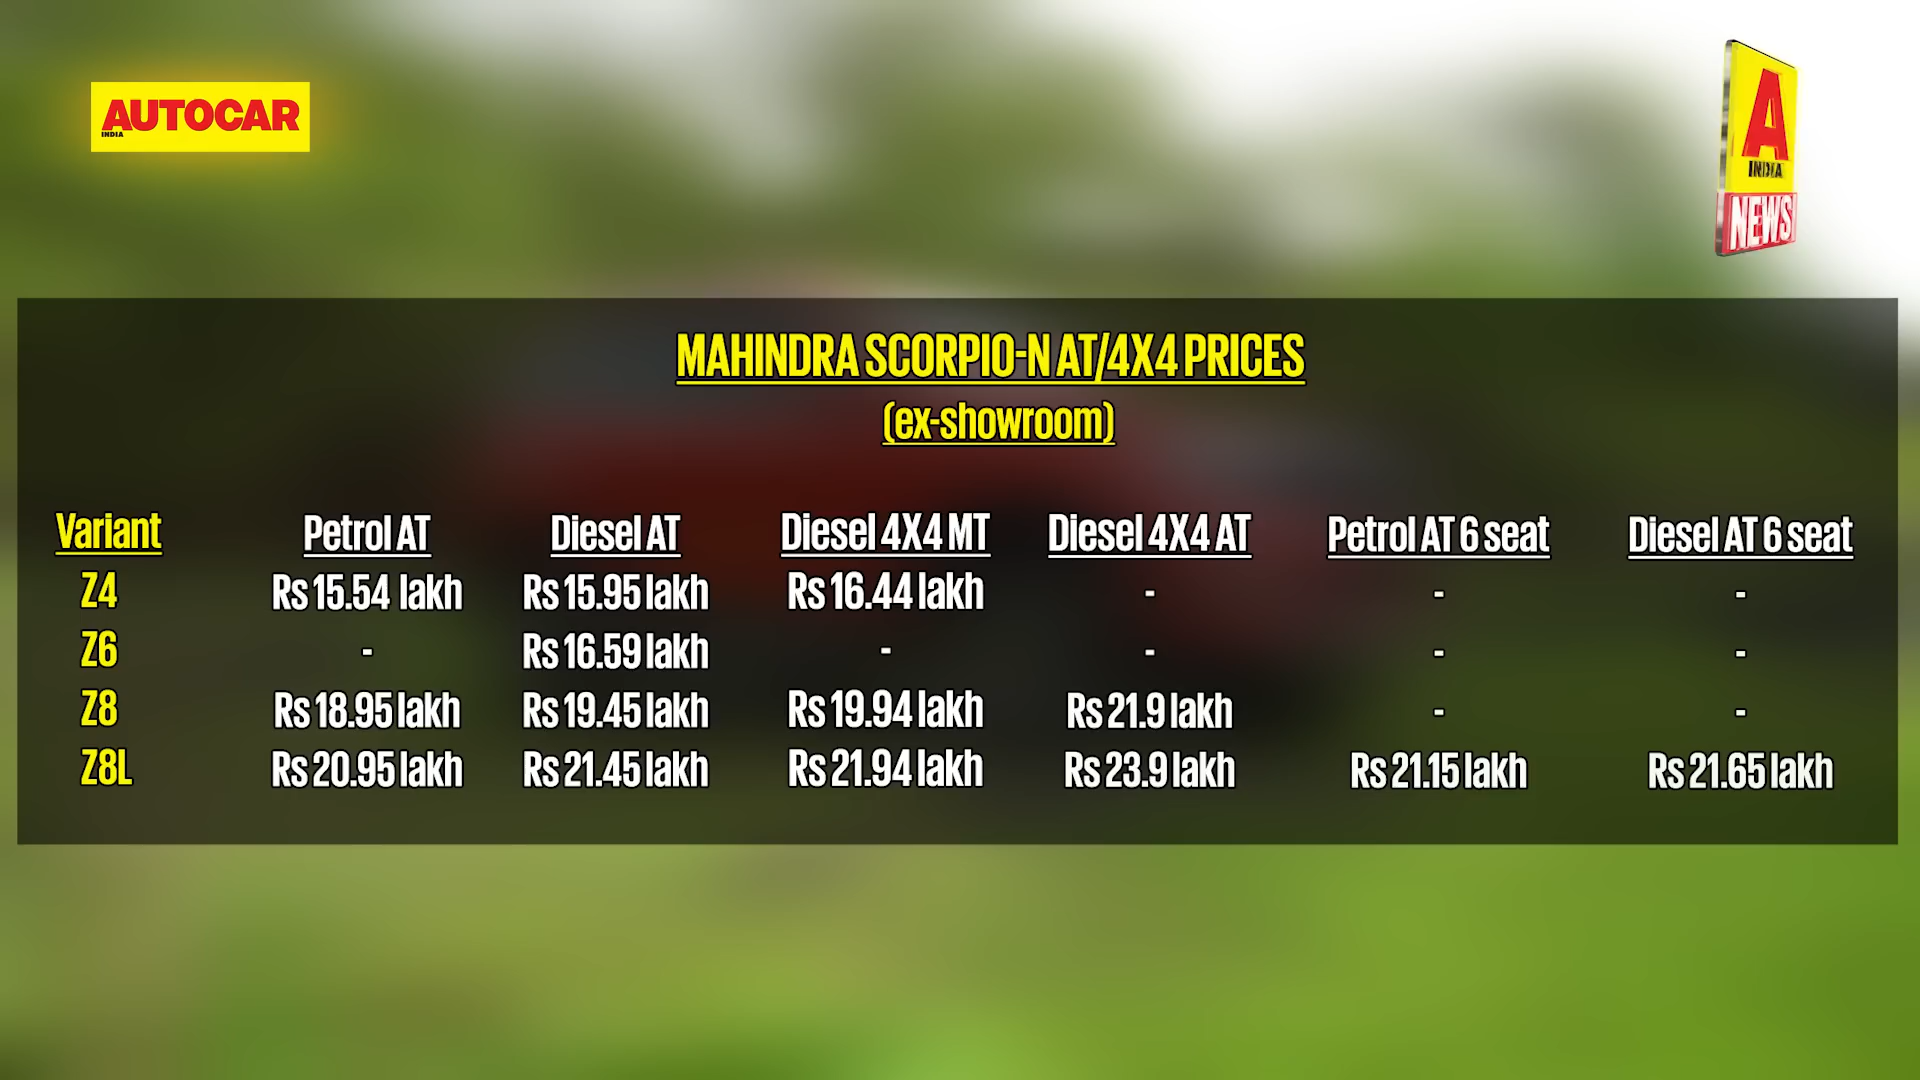 AUTOCAR
INDIA
A
INDIA
NEWS
MAHINDRA SCORPIO-N AT/4X4 PRICES
(ex-showroom)
Variant Petrol AT Diesel AT Diesel 4X4 MT Diesel 4X4 AT Petrol AT 6 seat Diesel AT 6 seat
Z4 Rs 15.54 lakh Rs 15.95 lakh Rs 16.44 lakh - - -
Z6 - Rs 16.59 lakh - - - -
Z8 Rs 18.95 lakh Rs 19.45 lakh Rs 19.94 lakh Rs 21.9 lakh - -
Z8L Rs 20.95 lakh Rs 21.45 lakh Rs 21.94 lakh Rs 23.9 lakh Rs 21.15 lakh Rs 21.65 lakh